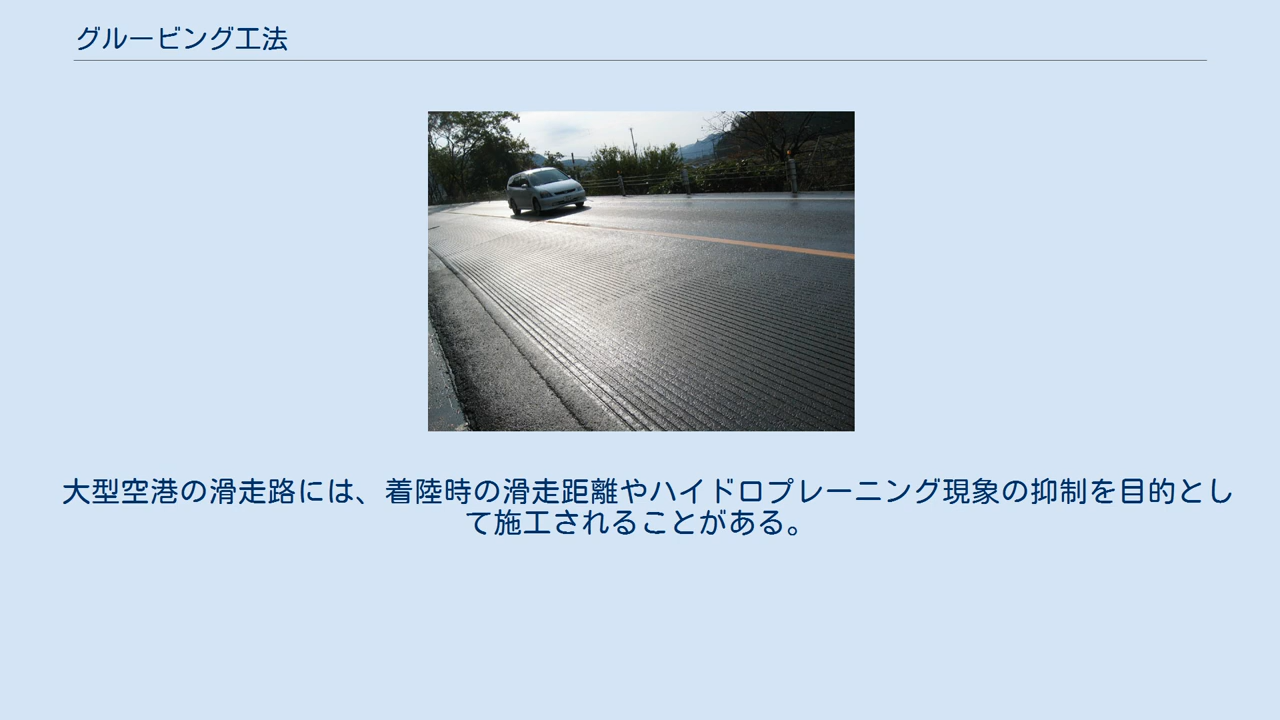 グルービング工法
大型空港の滑走路には、着陸時の滑走距離やハイドロプレーニング現象の抑制を目的とし
て施工されることがある。